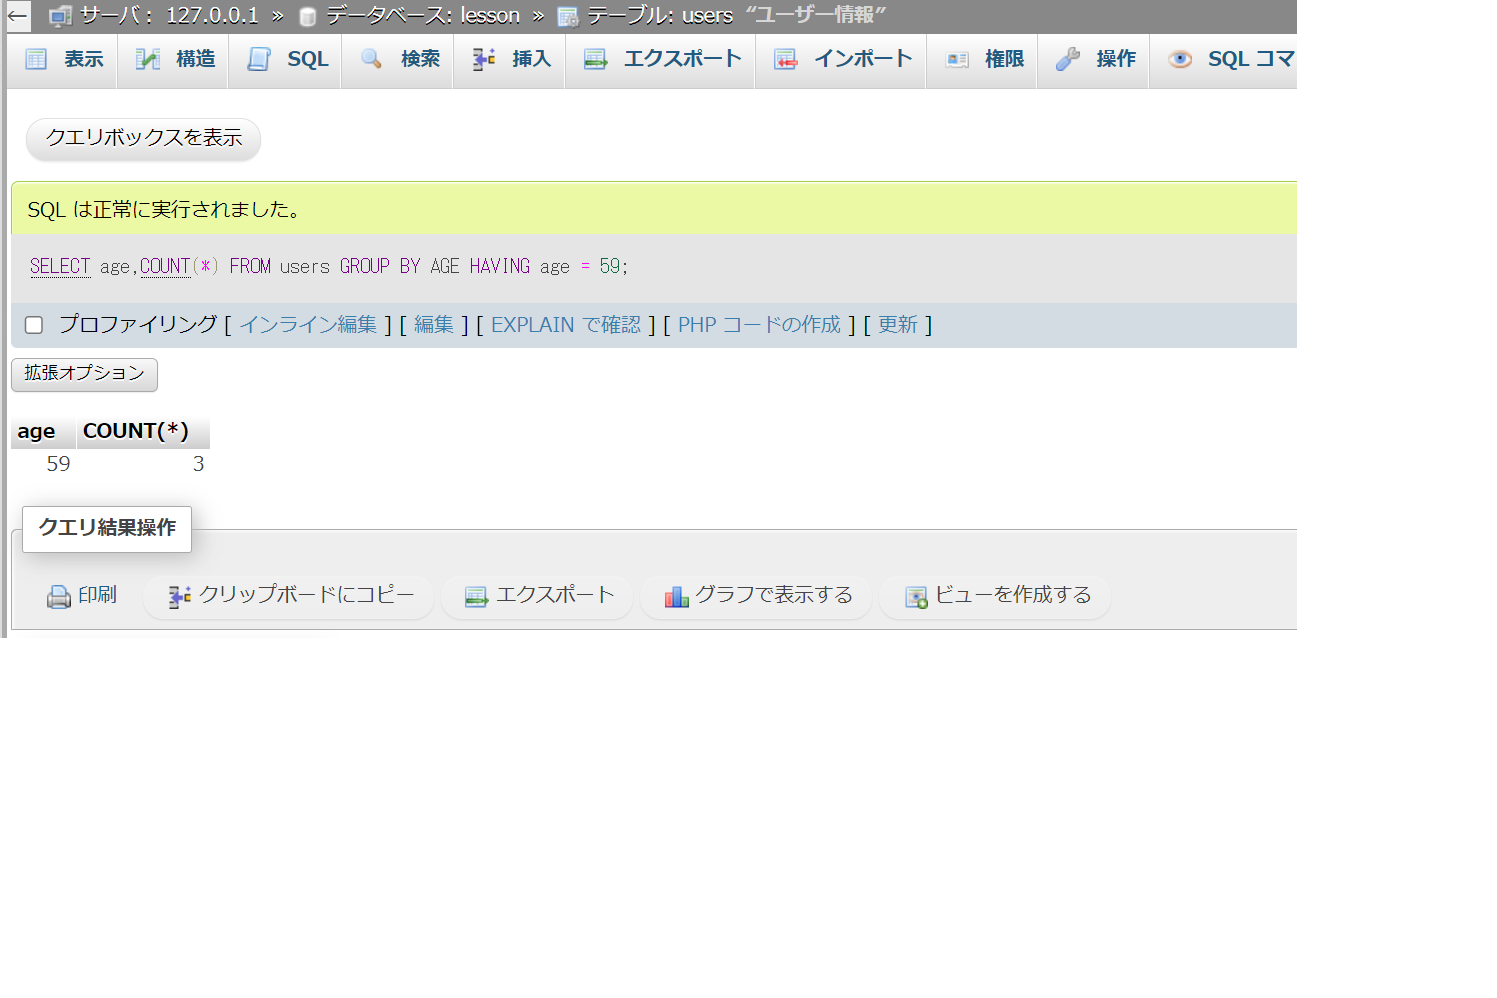 ← サーバ: 127.0.0.1 » データベース: lesson » テーブル: users “ユーザー情報”
表示 構造 SQL 検索 挿入 エクスポート インポート 権限 操作 SQL コマ
クエリボックスを表示
SQL は正常に実行されました。
SELECT age,COUNT(*) FROM users GROUP BY AGE HAVING age = 59;
プロファイリング [ インライン編集 ] [ 編集 ] [ EXPLAIN で確認 ] [ PHP コードの作成 ] [ 更新 ]
拡張オプション
age COUNT(*)
59 3
クエリ結果操作
印刷 クリップボードにコピー エクスポート グラフで表示する ビューを作成する